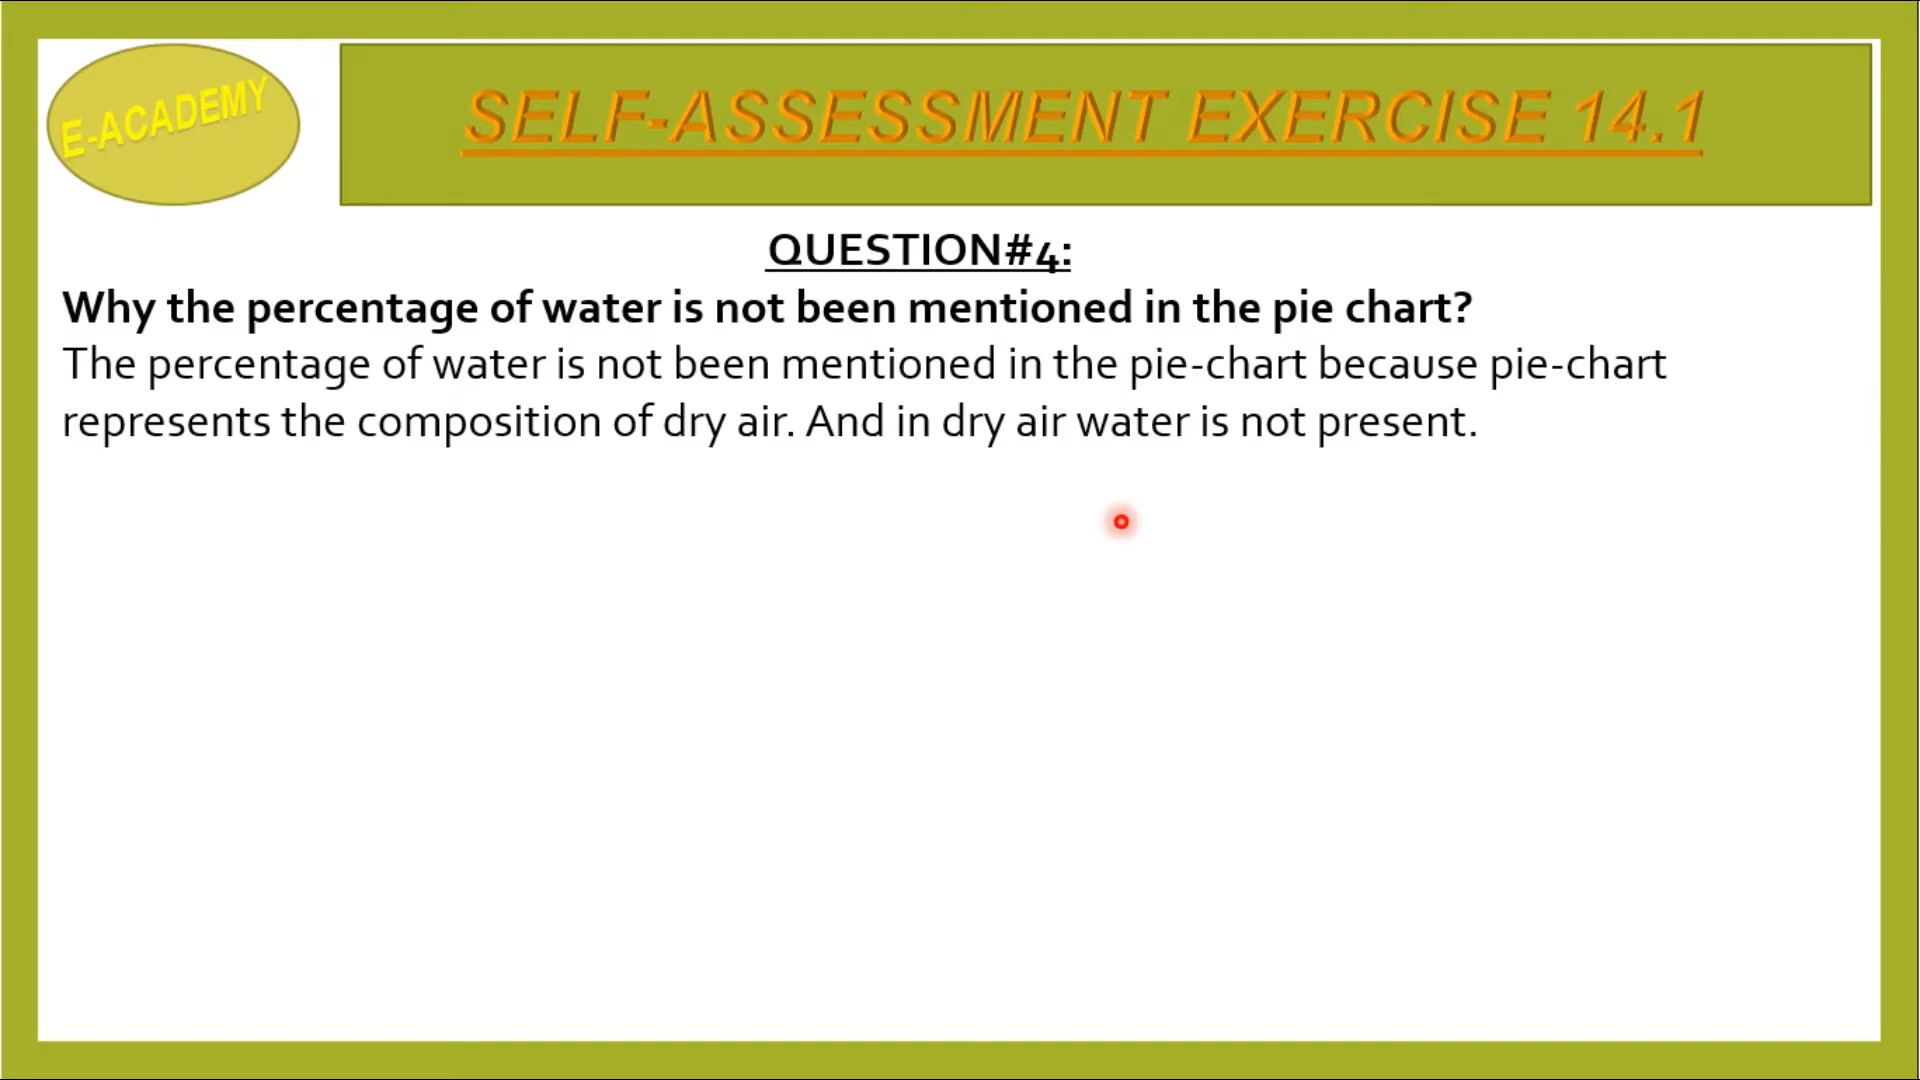 E-ACADEMY
SELF-ASSESSMENT EXERCISE 14.1
QUESTION#4:
Why the percentage of water is not been mentioned in the pie chart?
The percentage of water is not been mentioned in the pie-chart because pie-chart
represents the composition of dry air. And in dry air water is not present.